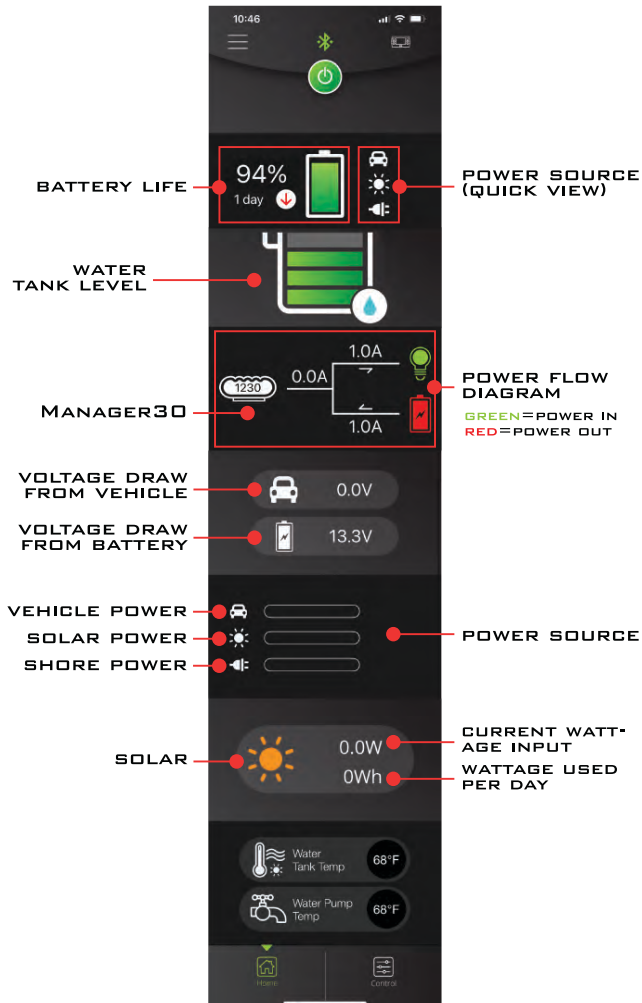 10:46
94%
1 day
BATTERY LIFE
POWER SOURCE
(QUICK VIEW)
WATER
TANK LEVEL
1.0A
0.0A
1230
1.0A
MANAGER30
POWER FLOW
DIAGRAM
GREEN=POWER IN
RED=POWER OUT
VOLTAGE DRAW
FROM VEHICLE
0.0V
VOLTAGE DRAW
FROM BATTERY
13.3V
VEHICLE POWER
SOLAR POWER
SHORE POWER
POWER SOURCE
SOLAR
0.0W
0Wh
CURRENT WATT-
AGE INPUT
WATTAGE USED
PER DAY
Water
Tank Temp
68°F
Water Pump
Temp
68°F
Home
Control